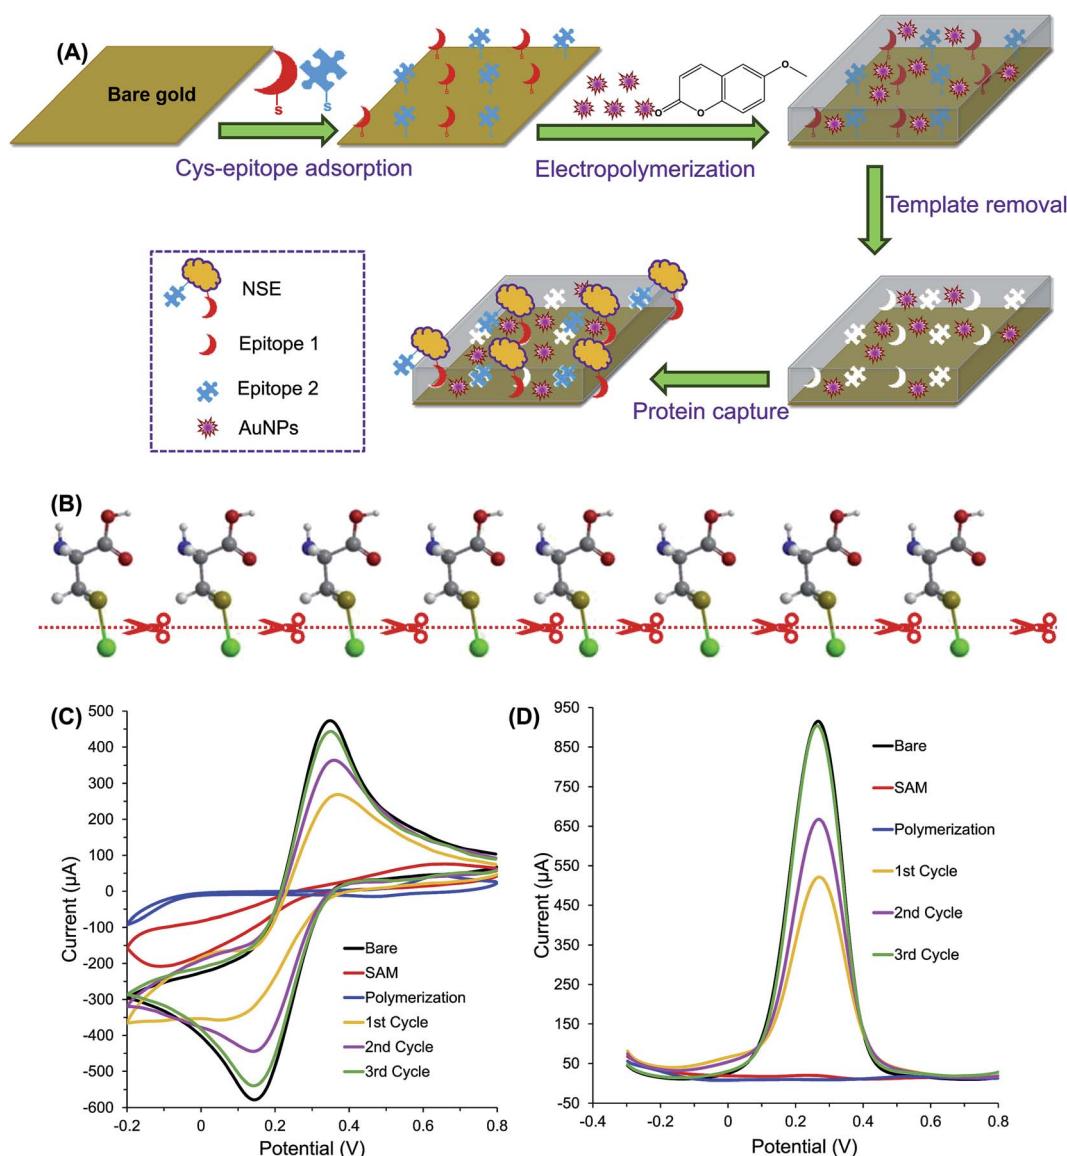 (A)
Bare gold
s
s
Cys-epitope adsorption
O
O
O
Electropolymerization
Template removal
NSE
Epitope 1
Epitope 2
AuNPs
Protein capture
(B)
(C)
500
400
300
200
100
0
-100
-200
-300
-400
-500
-600
Current (µA)
-0.2
0
0.2
0.4
0.6
0.8
Potential (V)
Bare
SAM
Polymerization
1st Cycle
2nd Cycle
3rd Cycle
(D)
950
850
750
650
550
450
350
250
150
50
-50
Current (µA)
-0.4
-0.2
0
0.2
0.4
0.6
0.8
Potential (V)
Bare
SAM
Polymerization
1st Cycle
2nd Cycle
3rd Cycle